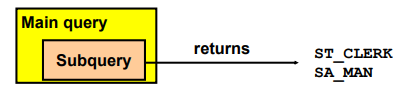 Main query
Subquery
returns
ST_CLERK
SA_MAN